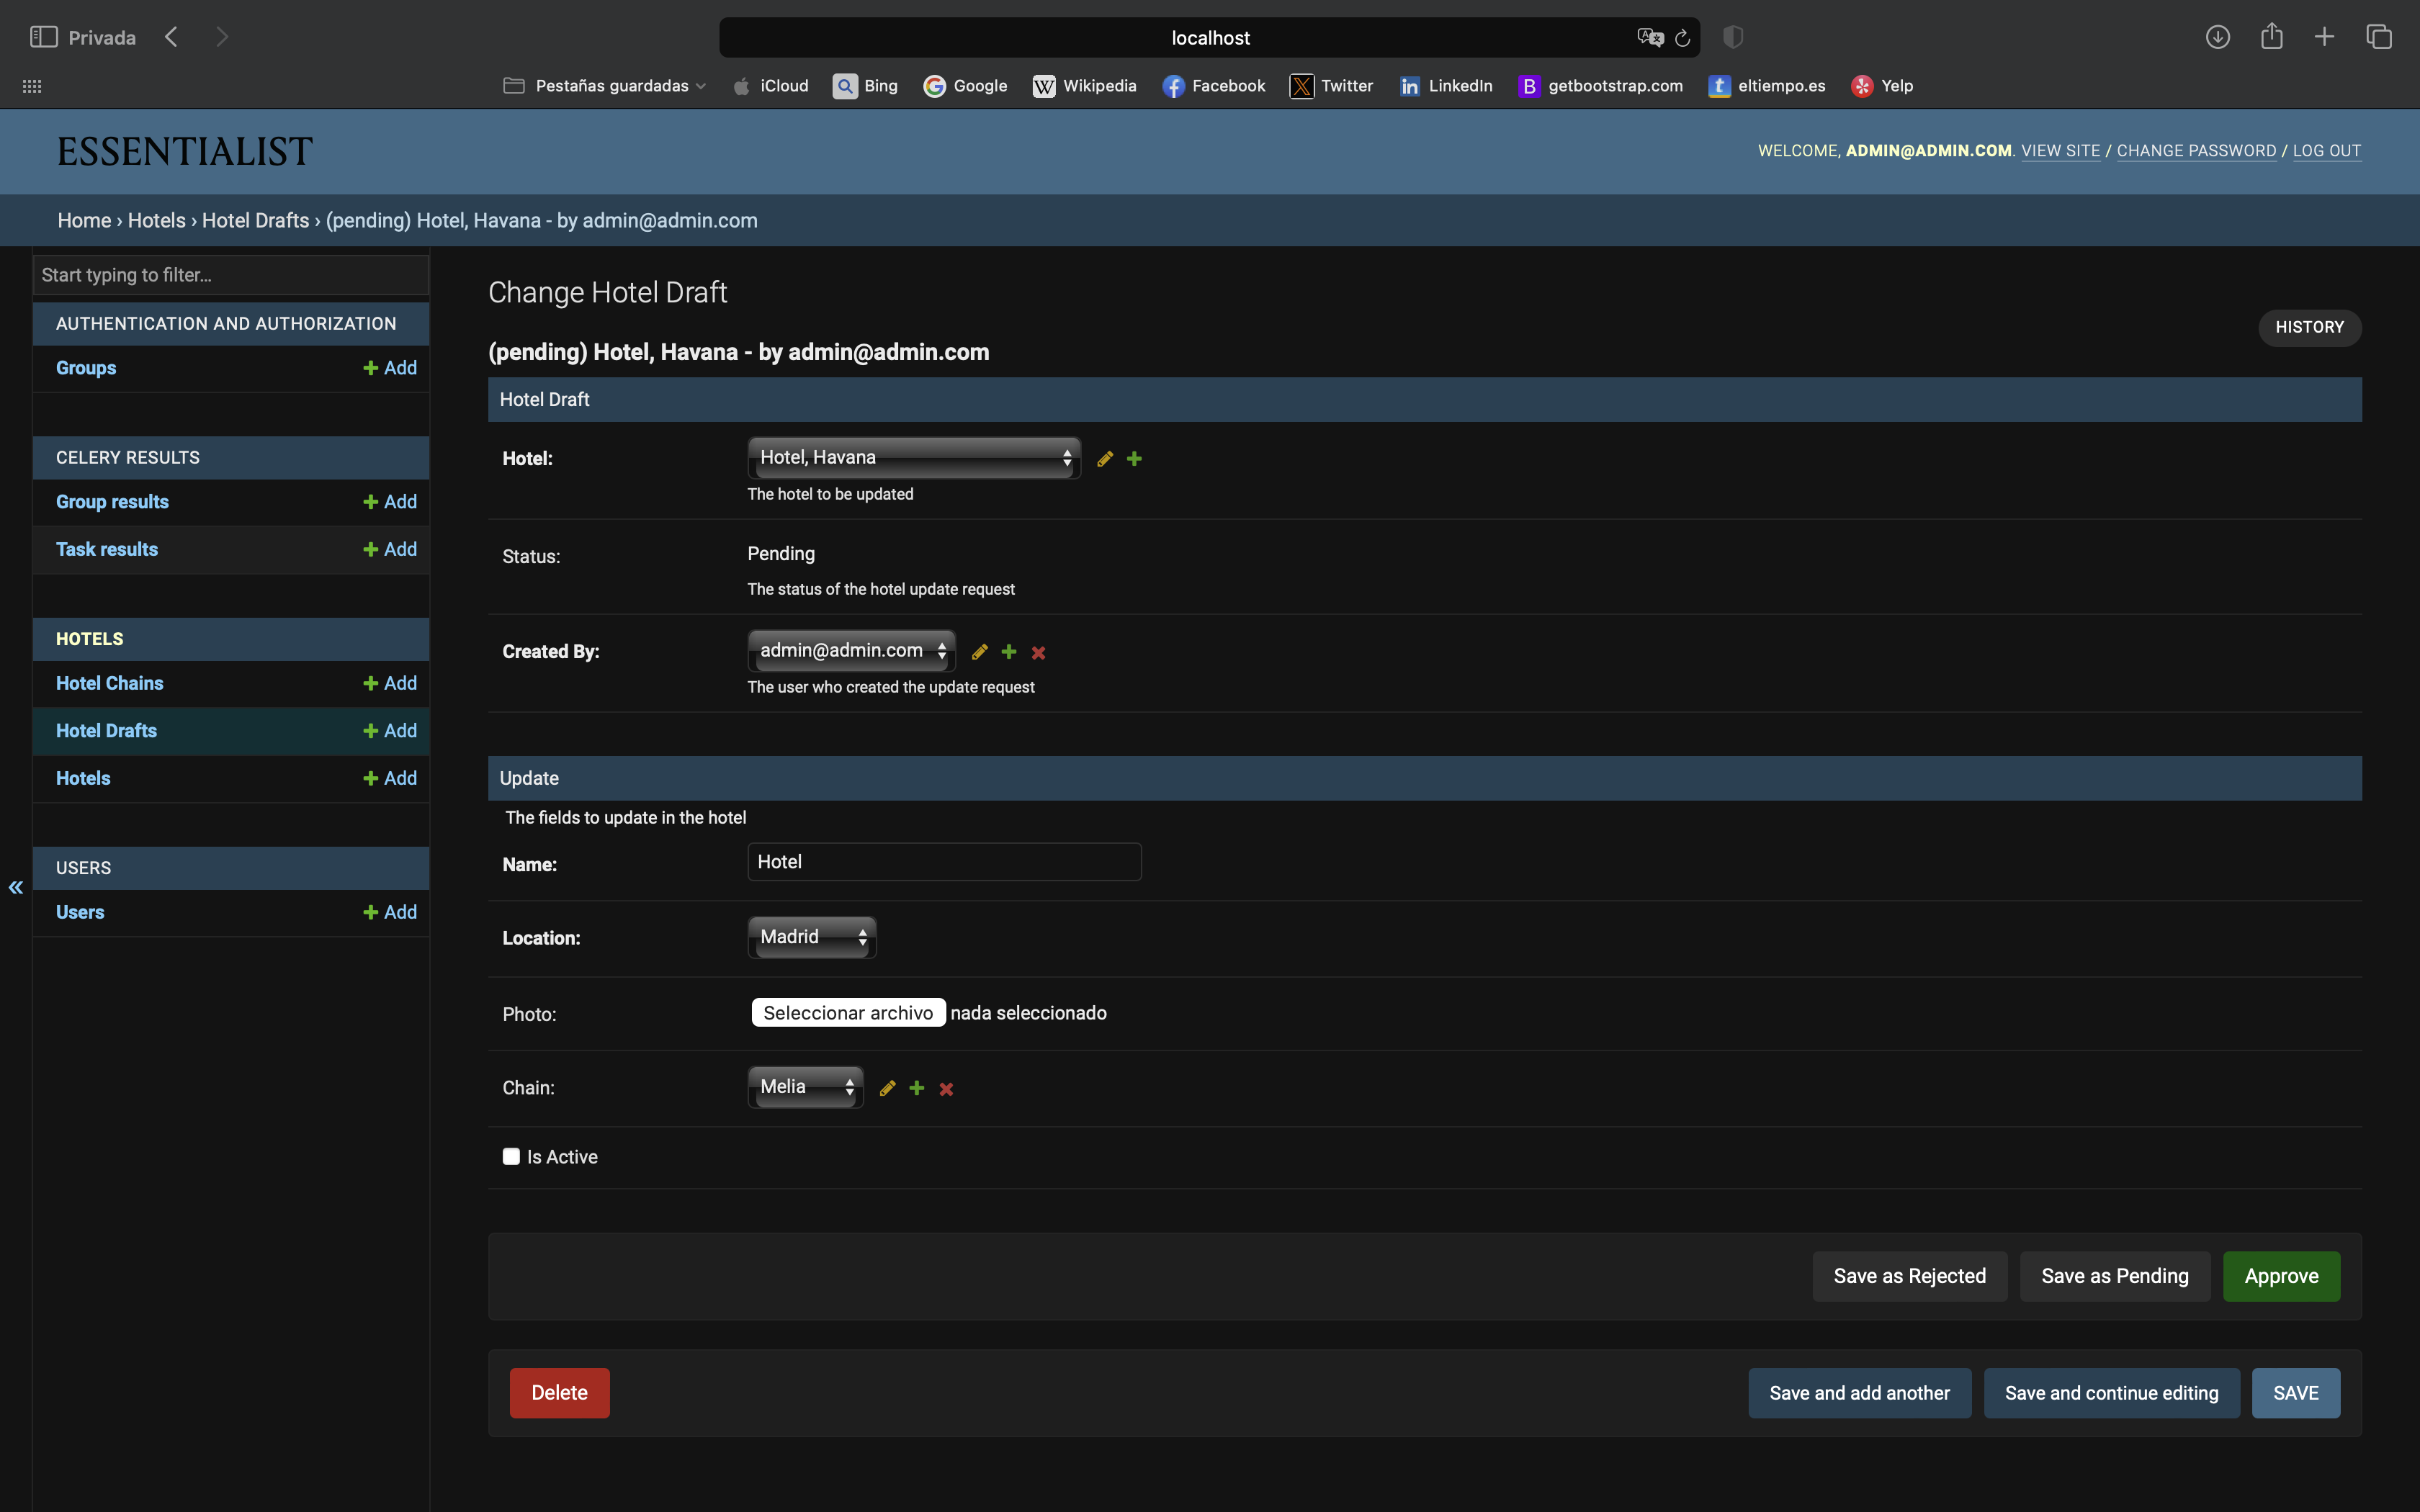 Privada
localhost
Pestañas guardadas iCloud Bing Google Wikipedia Facebook Twitter LinkedIn getbootstrap.com eltiempo.es Yelp
ESSENTIALIST
WELCOME, ADMIN@ADMIN.COM. VIEW SITE / CHANGE PASSWORD / LOG OUT
Home › Hotels › Hotel Drafts › (pending) Hotel, Havana - by admin@admin.com
Start typing to filter...
AUTHENTICATION AND AUTHORIZATION
Groups Add
CELERY RESULTS
Group results Add
Task results Add
HOTELS
Hotel Chains Add
Hotel Drafts Add
Hotels Add
USERS
Users Add
«
Change Hotel Draft
HISTORY
(pending) Hotel, Havana - by admin@admin.com
Hotel Draft
Hotel: Hotel, Havana
The hotel to be updated
Status: Pending
The status of the hotel update request
Created By: admin@admin.com
The user who created the update request
Update
The fields to update in the hotel
Name: Hotel
Location: Madrid
Photo: Seleccionar archivo nada seleccionado
Chain: Melia
Is Active
Save as Rejected Save as Pending Approve
Delete Save and add another Save and continue editing SAVE